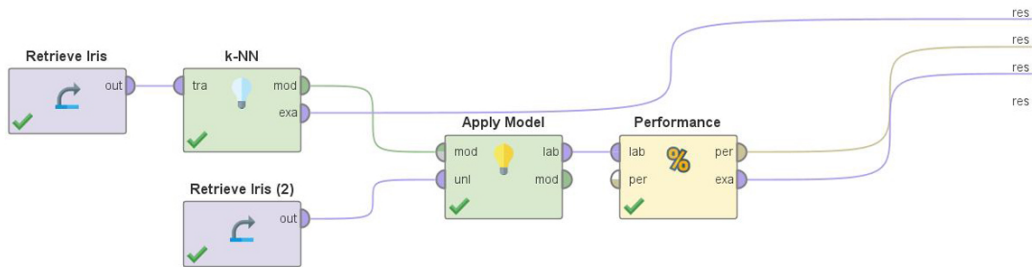 res
Retrieve Iris
k-NN
res
out
tra
mod
res
exa
res
Apply Model
Performance
mod
lab
lab
%
per
unl
mod
per
exa
Retrieve Iris (2)
out